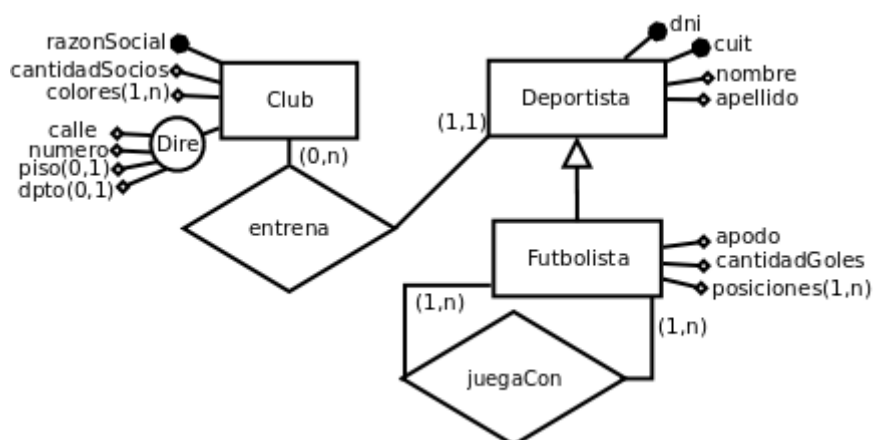 razonSocial
cantidadSocios
colores(1,n)
Club
calle
numero
piso(0,1)
dpto(0,1)
Dire
(0,n)
entrena
(1,1)
dni
cuit
nombre
apellido
Deportista
Futbolista
apodo
cantidadGoles
posiciones(1,n)
(1,n)
(1,n)
juegaCon